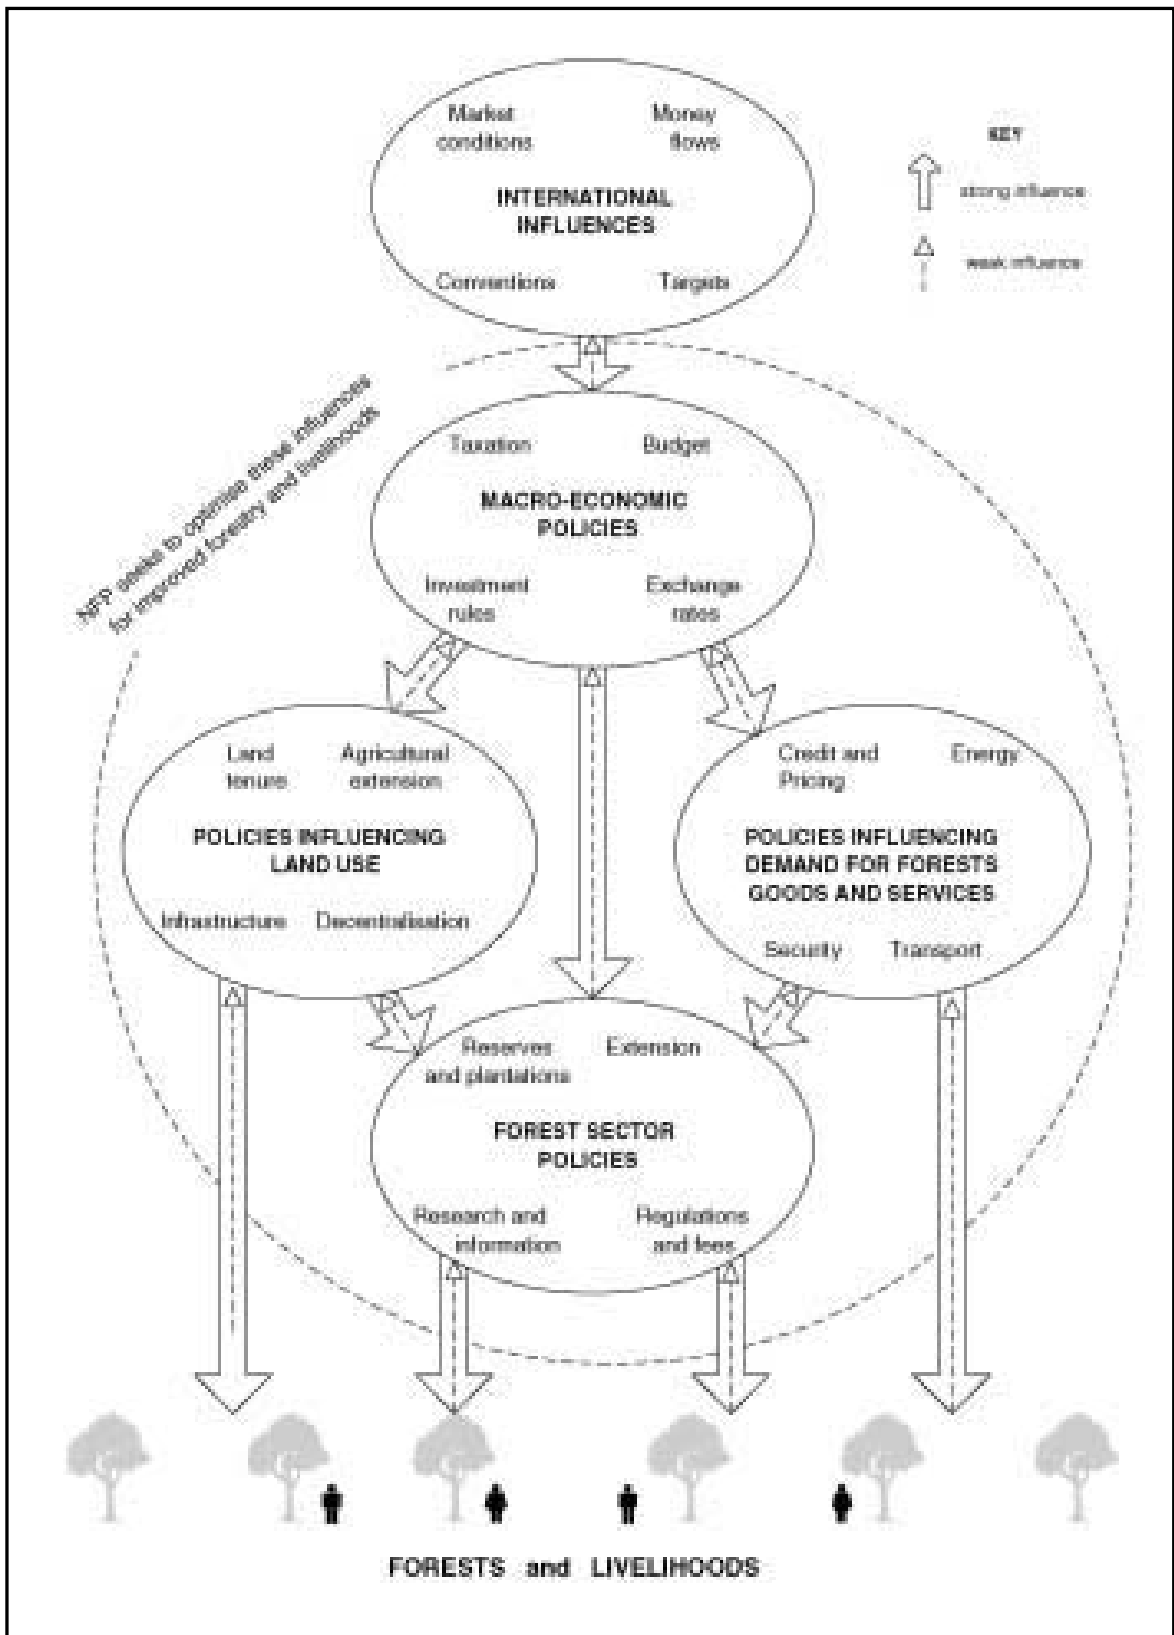 Market
conditions
Money
flows
INTERNATIONAL
INFLUENCES
Conventions
Targets
KEY
strong influence
weak influence
NFP seeks to optimise these influences
for improved forestry and livelihoods
Taxation
Budget
MACRO-ECONOMIC
POLICIES
Investment
rules
Exchange
rates
Land
tenure
Agricultural
extension
POLICIES INFLUENCING
LAND USE
Infrastructure
Decentralisation
Credit and
Pricing
Energy
POLICIES INFLUENCING
DEMAND FOR FORESTS
GOODS AND SERVICES
Security
Transport
Reserves
and plantations
Extension
FOREST SECTOR
POLICIES
Research and
information
Regulations
and fees
FORESTS and LIVELIHOODS